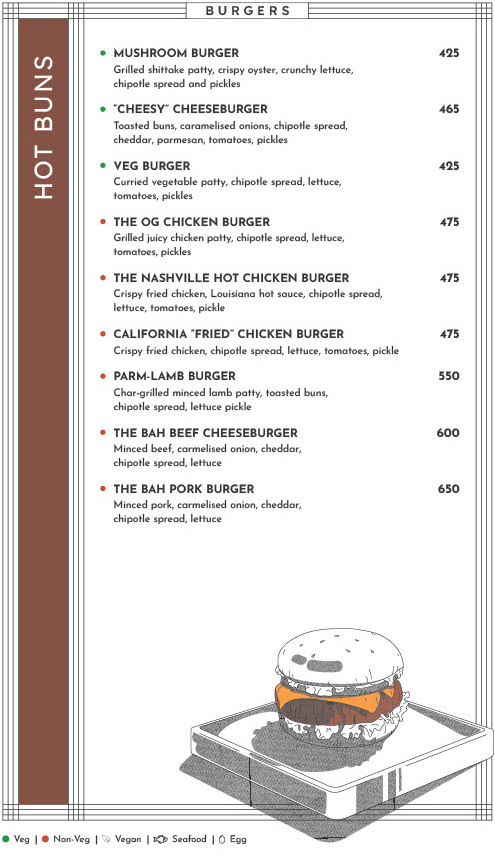 BURGERS
HOT BUNS
MUSHROOM BURGER 425
Grilled shittake patty, crispy oyster, crunchy lettuce,
chipotle spread and pickles
"CHEESY" CHEESEBURGER 465
Toasted buns, caramelised onions, chipotle spread,
cheddar, parmesan, tomatoes, pickles
VEG BURGER 425
Curried vegetable patty, chipotle spread, lettuce,
tomatoes, pickles
THE OG CHICKEN BURGER 475
Grilled juicy chicken patty, chipotle spread, lettuce,
tomatoes, pickles
THE NASHVILLE HOT CHICKEN BURGER 475
Crispy fried chicken, Louisiana hot sauce, chipotle spread,
lettuce, tomatoes, pickle
CALIFORNIA "FRIED" CHICKEN BURGER 475
Crispy fried chicken, chipotle spread, lettuce, tomatoes, pickle
PARM-LAMB BURGER 550
Char-grilled minced lamb patty, toasted buns,
chipotle spread, lettuce pickle
THE BAH BEEF CHEESEBURGER 600
Minced beef, carmelised onion, cheddar,
chipotle spread, lettuce
THE BAH PORK BURGER 650
Minced pork, carmelised onion, cheddar,
chipotle spread, lettuce
Veg | Non-Veg | Vegan | Seafood | Egg